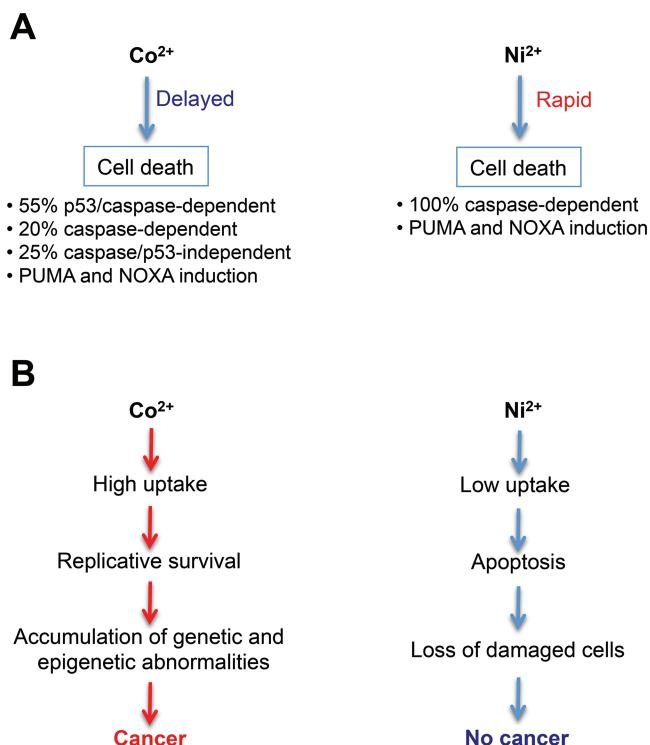 A
Co²⁺
Delayed
Cell death
• 55% p53/caspase-dependent
• 20% caspase-dependent
• 25% caspase/p53-independent
• PUMA and NOXA induction
Ni²⁺
Rapid
Cell death
• 100% caspase-dependent
• PUMA and NOXA induction
B
Co²⁺
High uptake
Replicative survival
Accumulation of genetic and
epigenetic abnormalities
Cancer
Ni²⁺
Low uptake
Apoptosis
Loss of damaged cells
No cancer